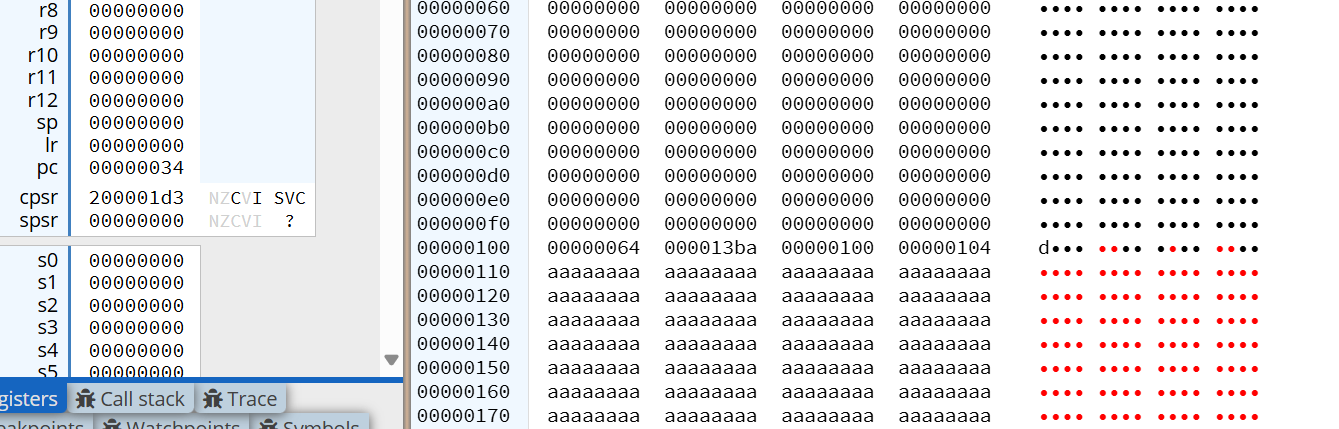 r8 00000000
r9 00000000
r10 00000000
r11 00000000
r12 00000000
sp 00000000
lr 00000000
pc 00000034
cpsr 200001d3 NZCVI SVC
spsr 00000000 NZCVI ?
s0 00000000
s1 00000000
s2 00000000
s3 00000000
s4 00000000
s5 00000000
gisters Call stack Trace
eakpoints Watchpoints Symbols
00000060 00000000 00000000 00000000 00000000 •••• •••• •••• ••••
00000070 00000000 00000000 00000000 00000000 •••• •••• •••• ••••
00000080 00000000 00000000 00000000 00000000 •••• •••• •••• ••••
00000090 00000000 00000000 00000000 00000000 •••• •••• •••• ••••
000000a0 00000000 00000000 00000000 00000000 •••• •••• •••• ••••
000000b0 00000000 00000000 00000000 00000000 •••• •••• •••• ••••
000000c0 00000000 00000000 00000000 00000000 •••• •••• •••• ••••
000000d0 00000000 00000000 00000000 00000000 •••• •••• •••• ••••
000000e0 00000000 00000000 00000000 00000000 •••• •••• •••• ••••
000000f0 00000000 00000000 00000000 00000000 •••• •••• •••• ••••
00000100 00000064 000013ba 00000100 00000104 d••• •••• •••• ••••
00000110 aaaaaaaa aaaaaaaa aaaaaaaa aaaaaaaa •••• •••• •••• ••••
00000120 aaaaaaaa aaaaaaaa aaaaaaaa aaaaaaaa •••• •••• •••• ••••
00000130 aaaaaaaa aaaaaaaa aaaaaaaa aaaaaaaa •••• •••• •••• ••••
00000140 aaaaaaaa aaaaaaaa aaaaaaaa aaaaaaaa •••• •••• •••• ••••
00000150 aaaaaaaa aaaaaaaa aaaaaaaa aaaaaaaa •••• •••• •••• ••••
00000160 aaaaaaaa aaaaaaaa aaaaaaaa aaaaaaaa •••• •••• •••• ••••
00000170 aaaaaaaa aaaaaaaa aaaaaaaa aaaaaaaa •••• •••• •••• ••••